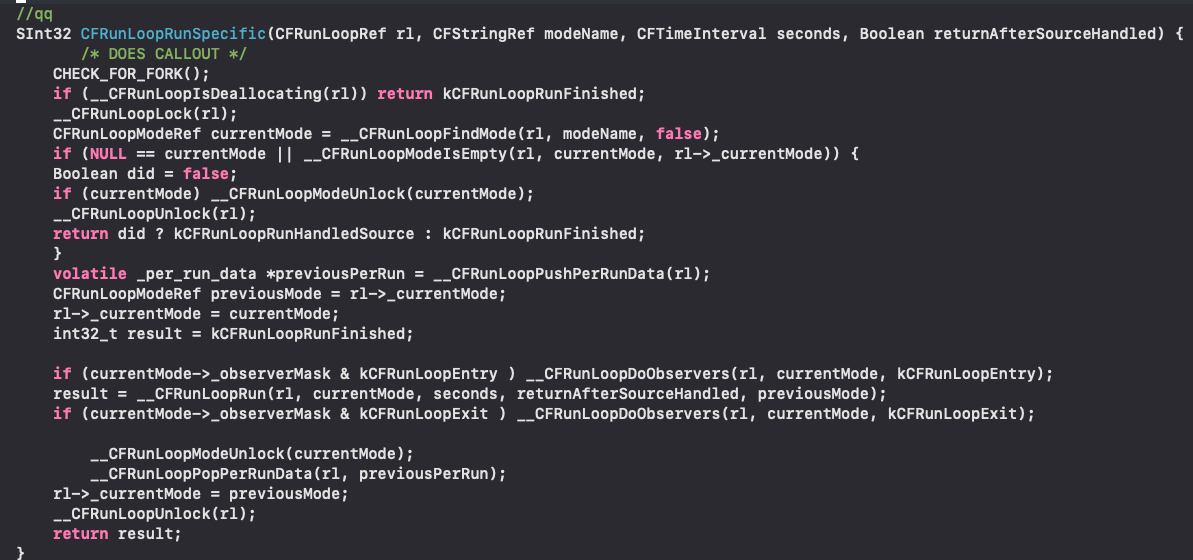 //qq
SInt32 CFRunLoopRunSpecific(CFRunLoopRef rl, CFStringRef modeName, CFTimeInterval seconds, Boolean returnAfterSourceHandled) {
/* DOES CALLOUT */
CHECK_FOR_FORK();
if (__CFRunLoopIsDeallocating(rl)) return kCFRunLoopRunFinished;
__CFRunLoopLock(rl);
CFRunLoopModeRef currentMode = __CFRunLoopFindMode(rl, modeName, false);
if (NULL == currentMode || __CFRunLoopModeIsEmpty(rl, currentMode, rl->_currentMode)) {
Boolean did = false;
if (currentMode) __CFRunLoopModeUnlock(currentMode);
__CFRunLoopUnlock(rl);
return did ? kCFRunLoopRunHandledSource : kCFRunLoopRunFinished;
}
volatile _per_run_data *previousPerRun = __CFRunLoopPushPerRunData(rl);
CFRunLoopModeRef previousMode = rl->_currentMode;
rl->_currentMode = currentMode;
int32_t result = kCFRunLoopRunFinished;
if (currentMode->_observerMask & kCFRunLoopEntry ) __CFRunLoopDoObservers(rl, currentMode, kCFRunLoopEntry);
result = __CFRunLoopRun(rl, currentMode, seconds, returnAfterSourceHandled, previousMode);
if (currentMode->_observerMask & kCFRunLoopExit ) __CFRunLoopDoObservers(rl, currentMode, kCFRunLoopExit);
__CFRunLoopModeUnlock(currentMode);
__CFRunLoopPopPerRunData(rl, previousPerRun);
rl->_currentMode = previousMode;
__CFRunLoopUnlock(rl);
return result;
}